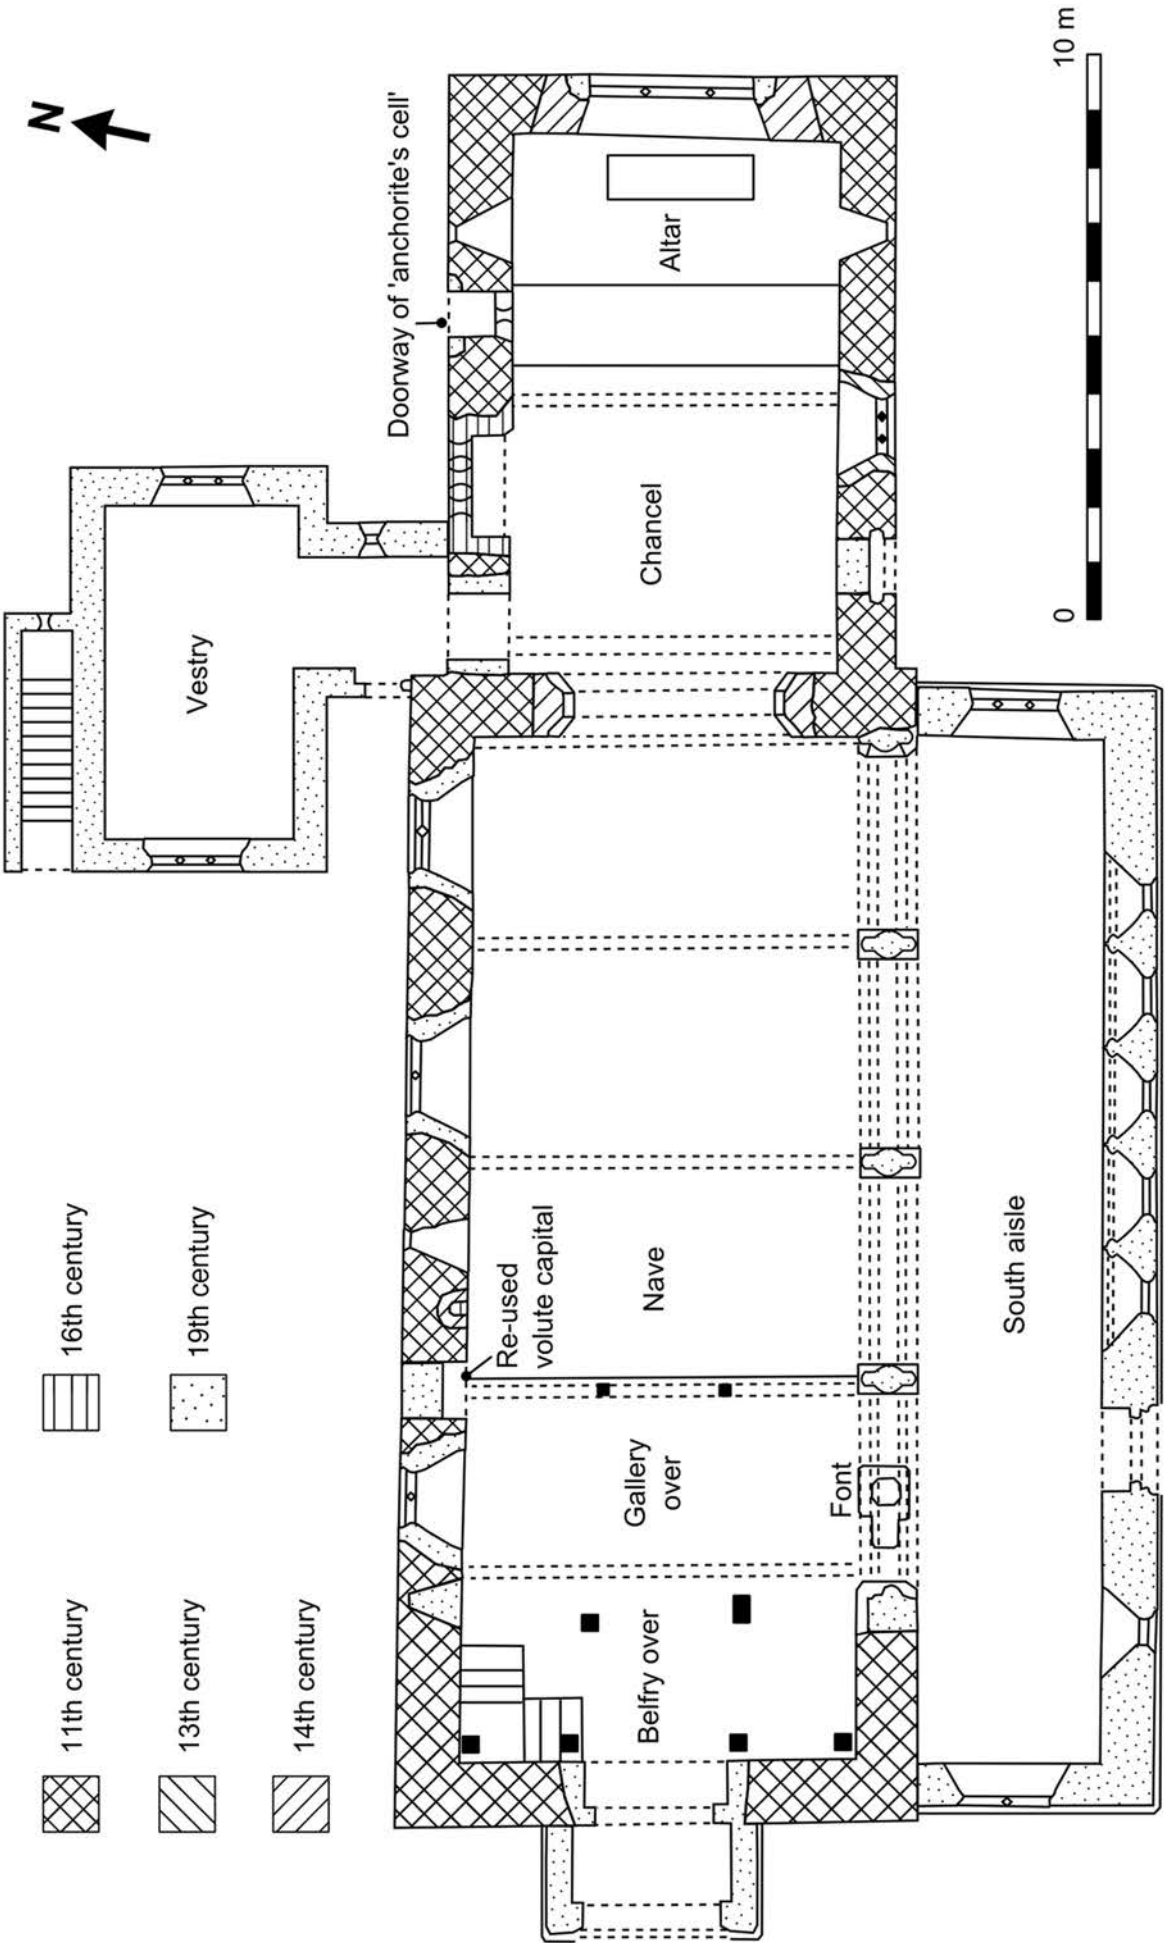 11th century
13th century
14th century
16th century
19th century
N
Vestry
Doorway of 'anchorite's cell'
Altar
Chancel
Re-used
volute capital
Nave
Gallery
over
Belfry over
Font
South aisle
0
10 m